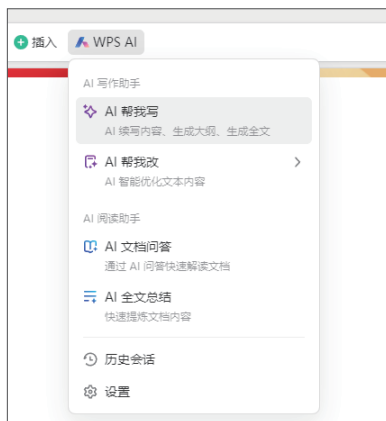 插入 WPS AI
AI 写作助手
AI 帮我写
AI 续写内容、生成大纲、生成全文
AI 帮我改
AI 智能优化文本内容
AI 阅读助手
AI 文档问答
通过 AI 问答快速解读文档
AI 全文总结
快速提炼文档内容
历史会话
设置